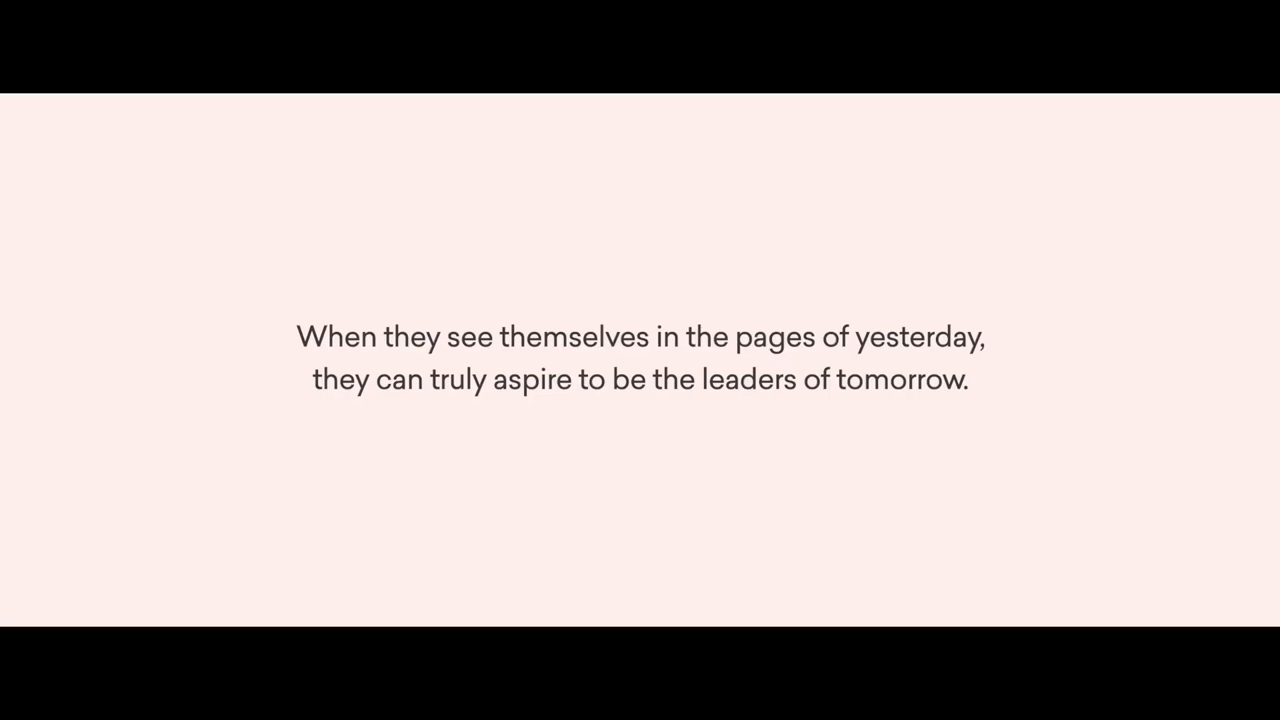 When they see themselves in the pages of yesterday,
they can truly aspire to be the leaders of tomorrow.